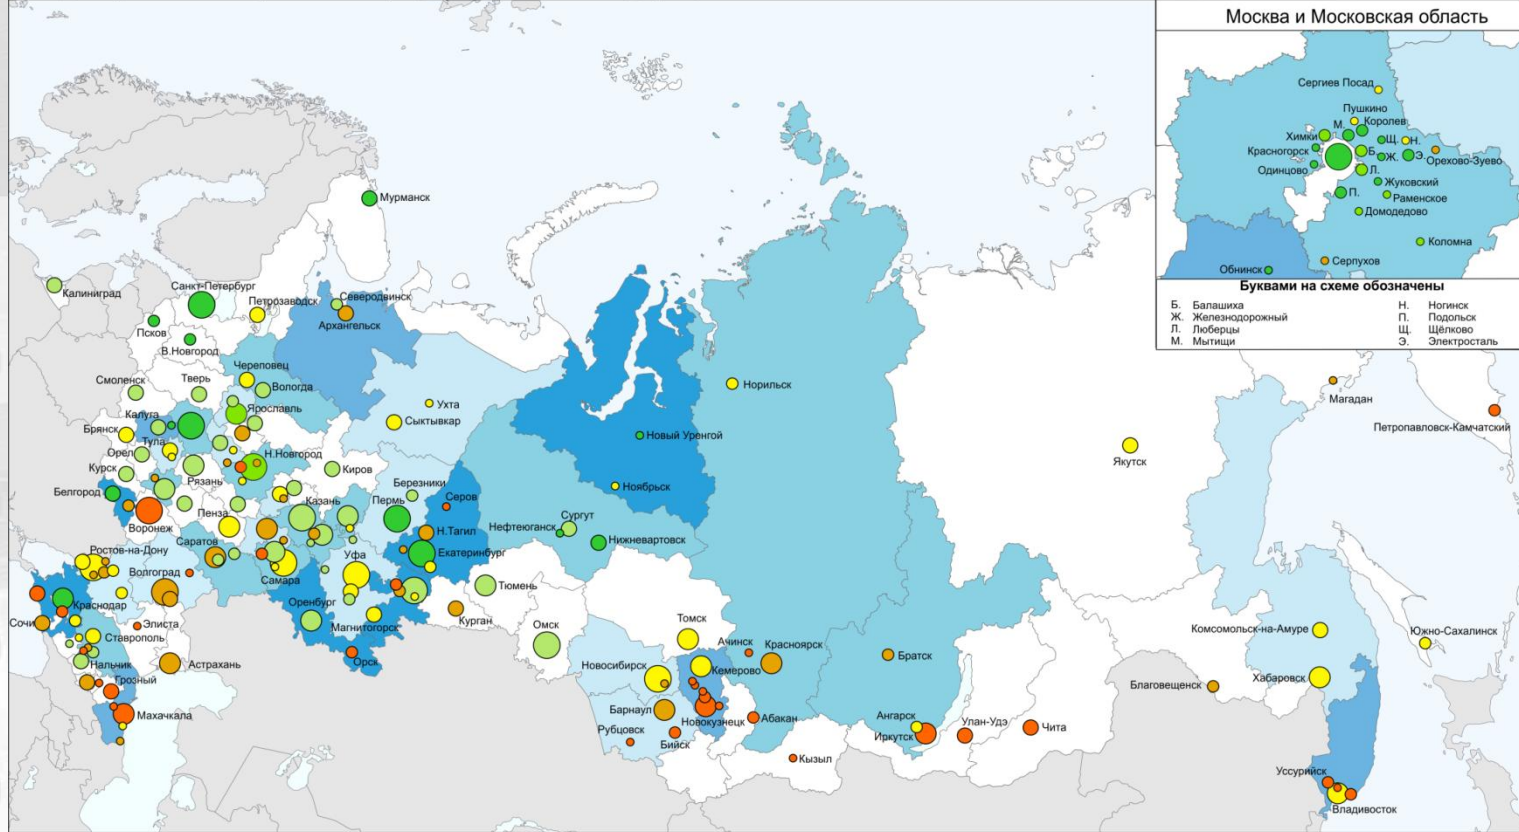 Москва и Московская область
Сергиев Посад
Пушкино
М.
Королев
Химки
Щ.
Н.
Красногорск
Б.
Ж.
Э.
Орехово-Зуево
Одинцово
Л.
Жуковский
П.
Раменское
Домодедово
Коломна
Серпухов
Обнинск
Буквами на схеме обозначены
Б. Балашиха
Ж. Железнодорожный
Л. Люберцы
М. Мытищи
Н. Ногинск
П. Подольск
Щ. Щёлково
Э. Электросталь
Мурманск
Калининград
Санкт-Петербург
Петрозаводск
Северодвинск
Архангельск
Псков
В.Новгород
Череповец
Вологда
Смоленск
Тверь
Ярославль
Калуга
Брянск
Тула
Орел
Н.Новгород
Курск
Рязань
Киров
Белгород
Воронеж
Пенза
Казань
Березники
Пермь
Серов
Ухта
Сыктывкар
Норильск
Новый Уренгой
Ноябрьск
Нефтеюганск
Сургут
Нижневартовск
Н.Тагил
Екатеринбург
Ростов-на-Дону
Саратов
Волгоград
Самара
Уфа
Оренбург
Магнитогорск
Тюмень
Курган
Орск
Краснодар
Сочи
Элиста
Ставрополь
Нальчик
Астрахань
Грозный
Махачкала
Омск
Томск
Новосибирск
Кемерово
Ачинск
Красноярск
Барнаул
Рубцовск
Бийск
Новокузнецк
Абакан
Кызыл
Братск
Ангарск
Иркутск
Улан-Удэ
Чита
Якутск
Магадан
Петропавловск-Камчатский
Комсомольск-на-Амуре
Южно-Сахалинск
Хабаровск
Благовещенск
Уссурийск
Владивосток